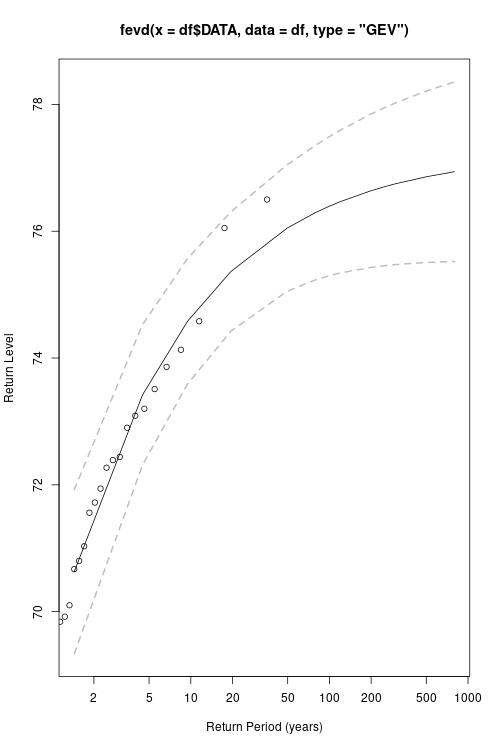 fevd(x = df$DATA, data = df, type = "GEV")
Return Level
78
76
74
72
70
2 5 10 20 50 100 200 500 1000
Return Period (years)